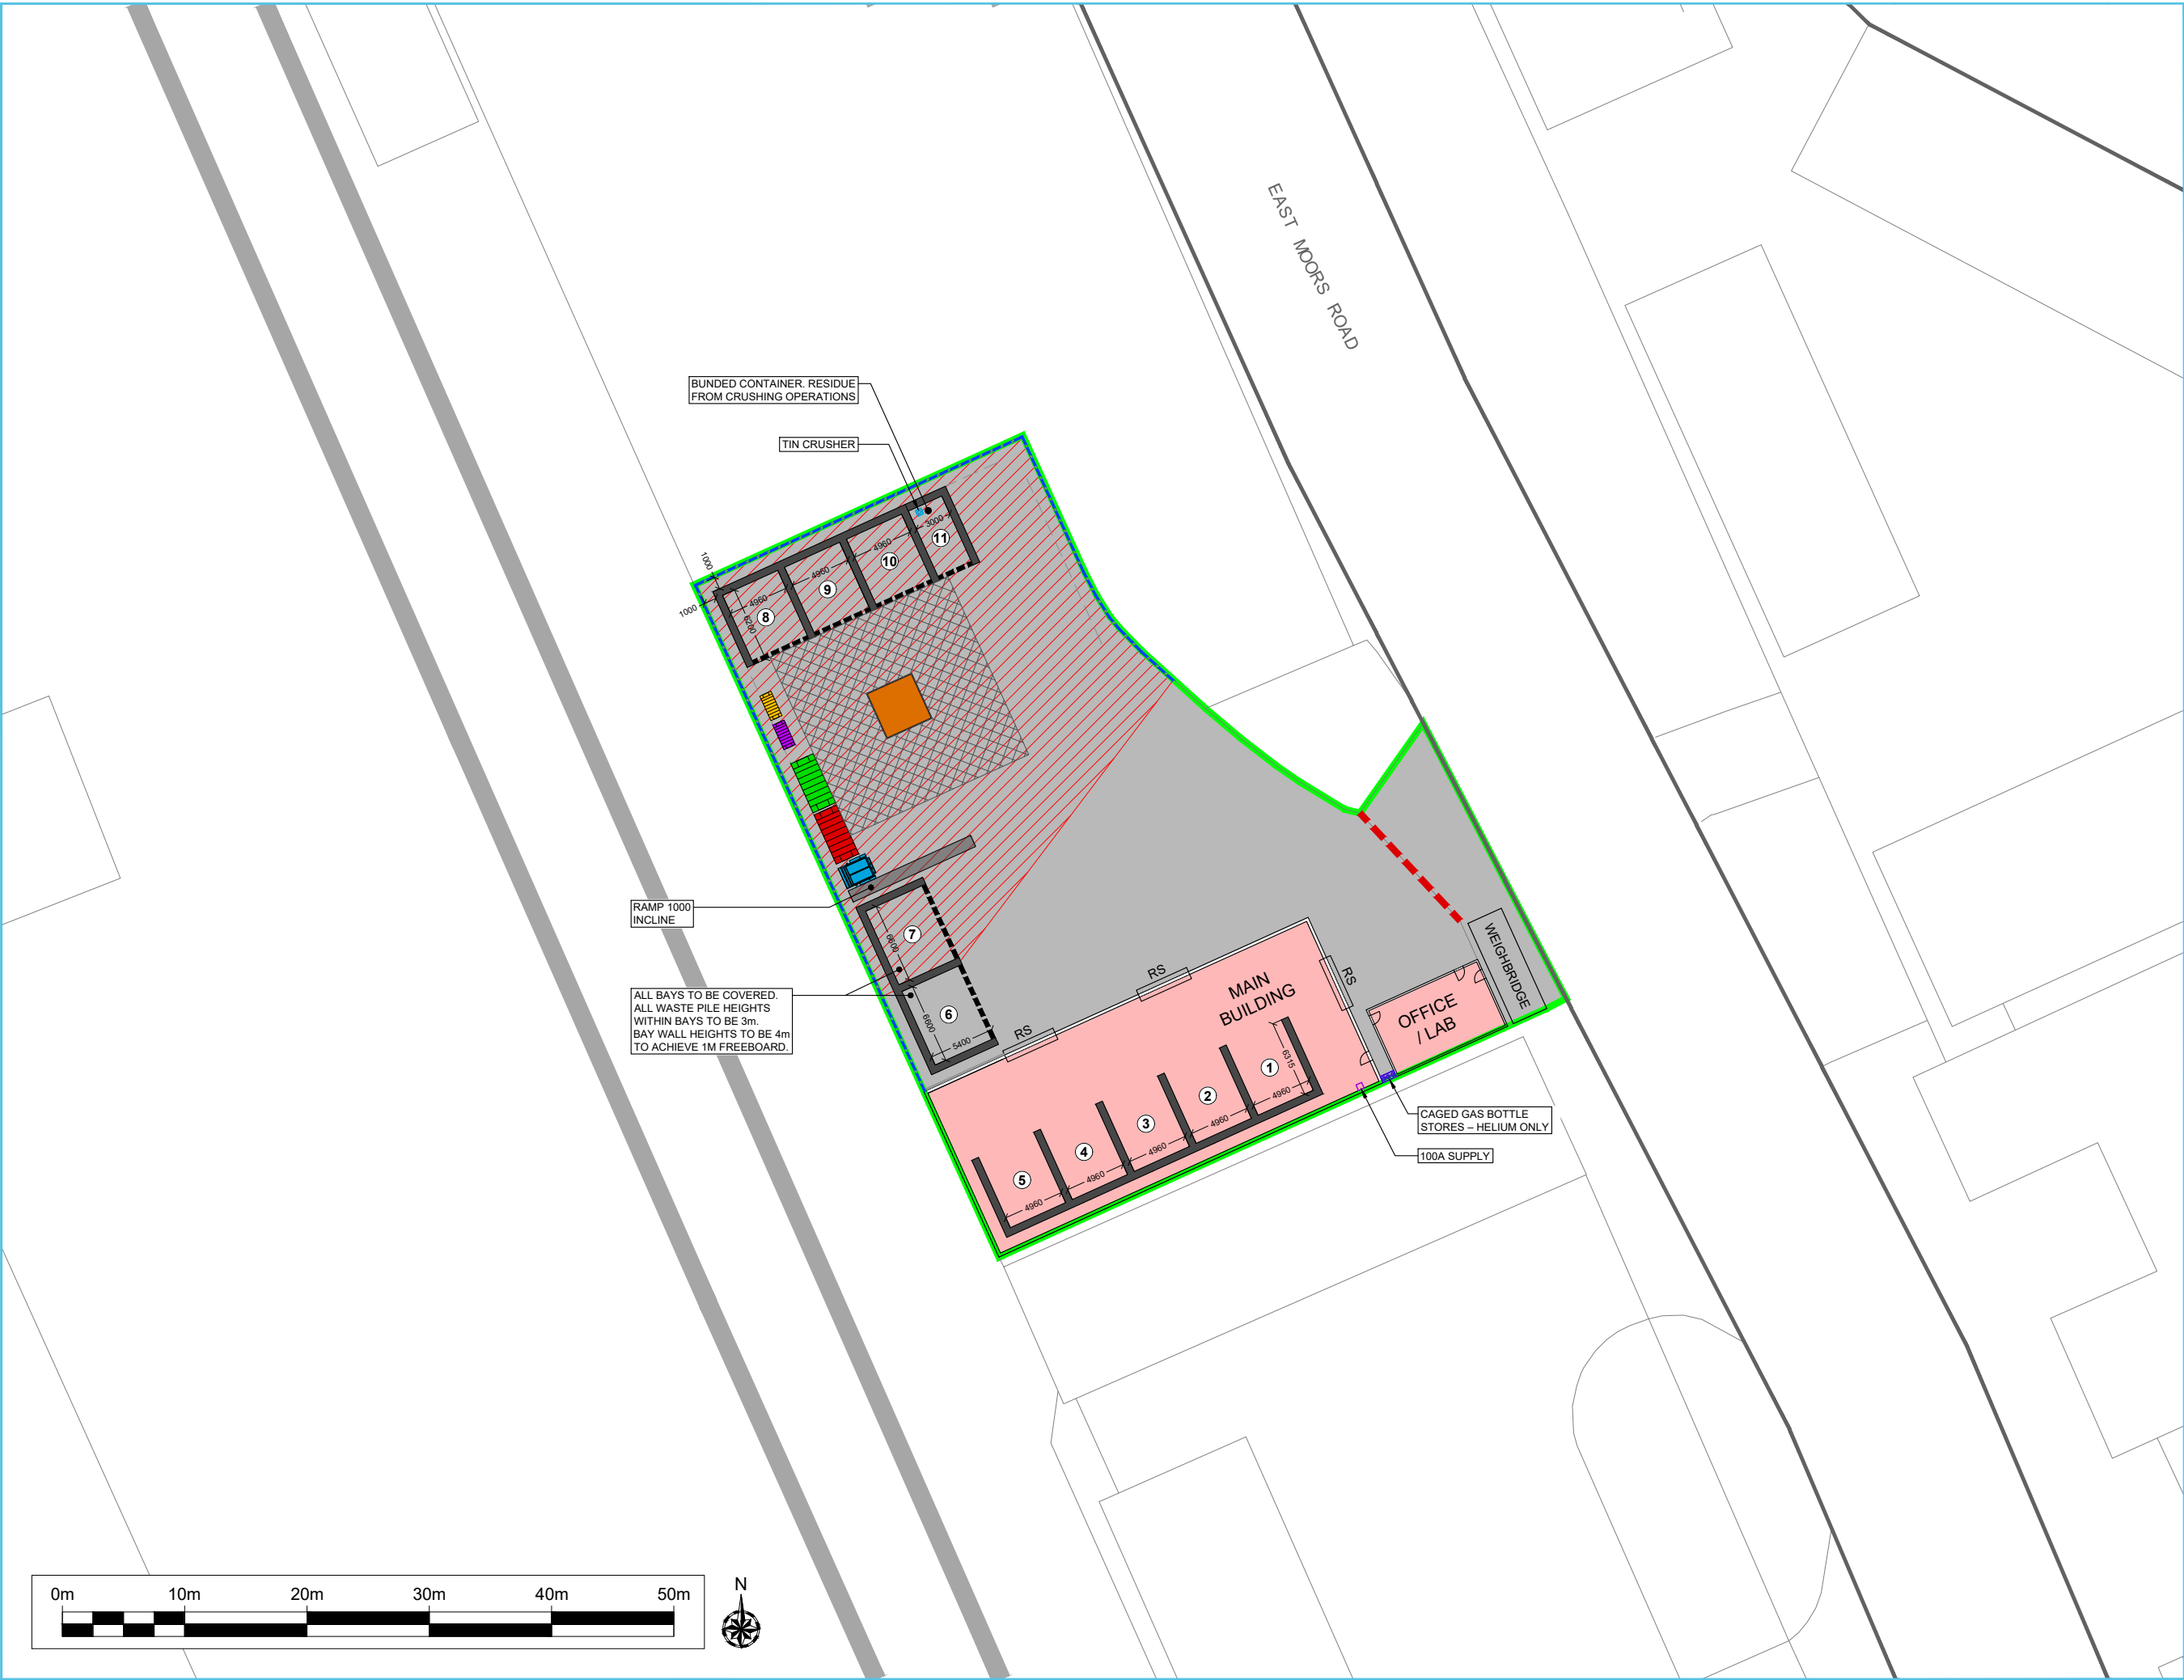 EAST MOORS ROAD
BUNDED CONTAINER. RESIDUE
FROM CRUSHING OPERATIONS
TIN CRUSHER
3000
11
4960
10
4960
9
4960
8
6200
1000
1000
RAMP 1000
INCLINE
7
6600
ALL BAYS TO BE COVERED.
ALL WASTE PILE HEIGHTS
WITHIN BAYS TO BE 3m.
BAY WALL HEIGHTS TO BE 4m
TO ACHIEVE 1M FREEBOARD.
6
6600
5400
RS
RS
RS
MAIN
BUILDING
OFFICE
/ LAB
WEIGHBRIDGE
1
6315
4960
2
4960
3
4960
4
4960
5
4960
CAGED GAS BOTTLE
STORES – HELIUM ONLY
100A SUPPLY
0m 10m 20m 30m 40m 50m
N